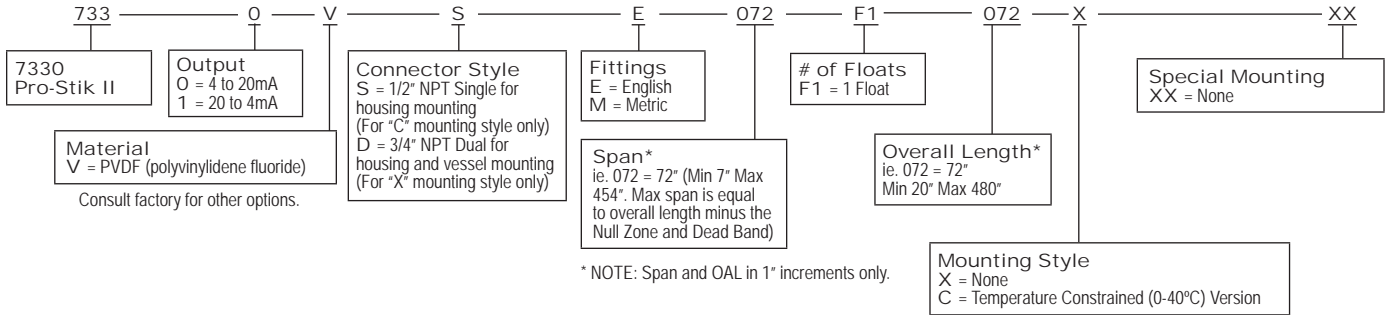 733 0 V S E 072 F1 072 X XX
7330
Pro-Stik II
Output
0 = 4 to 20mA
1 = 20 to 4mA
Material
V = PVDF (polyvinylidene fluoride)
Consult factory for other options.
Connector Style
S = 1/2" NPT Single for
housing mounting
(For "C" mounting style only)
D = 3/4" NPT Dual for
housing and vessel mounting
(For "X" mounting style only)
Fittings
E = English
M = Metric
Span*
ie. 072 = 72" (Min 7" Max
454". Max span is equal
to overall length minus the
Null Zone and Dead Band)
* NOTE: Span and OAL in 1" increments only.
# of Floats
F1 = 1 Float
Overall Length*
ie. 072 = 72"
Min 20" Max 480"
Mounting Style
X = None
C = Temperature Constrained (0-40ºC) Version
Special Mounting
XX = None